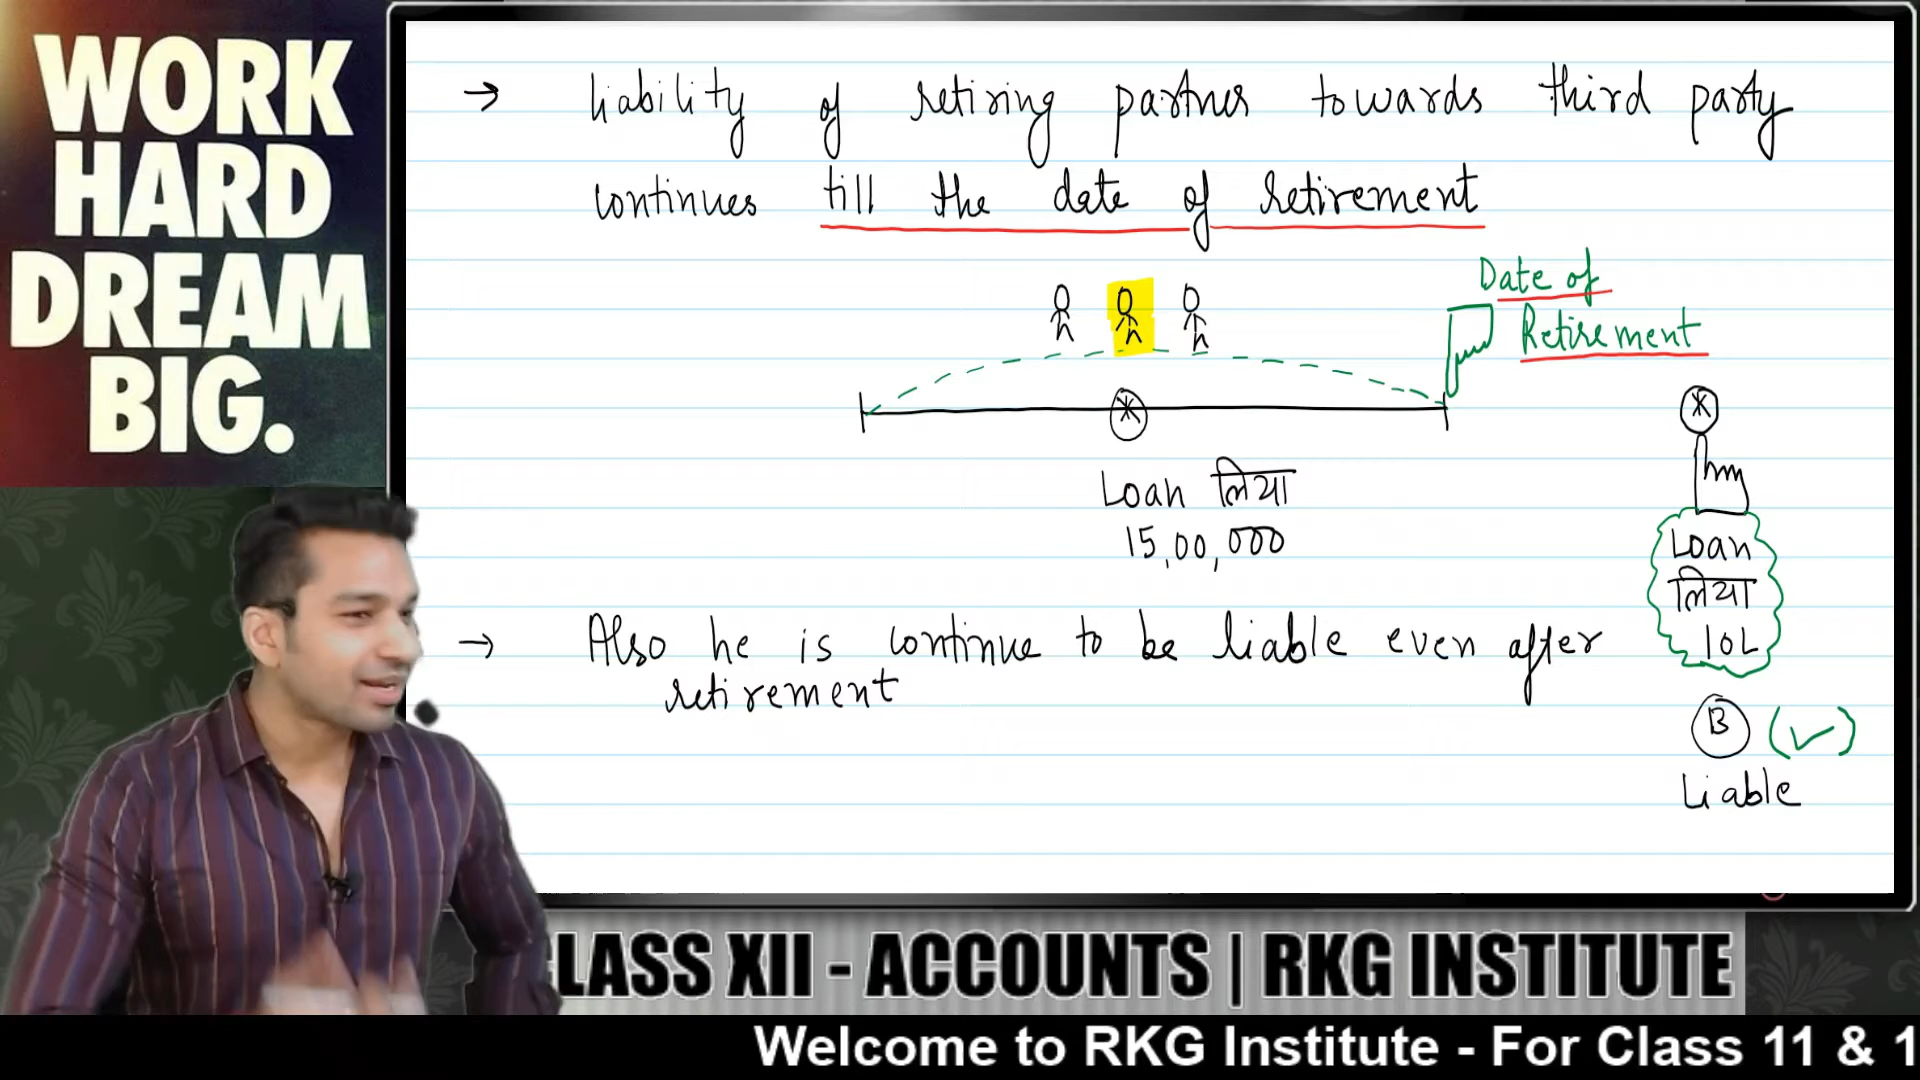 WORK
HARD
DREAM
BIG.
→ liability of retiring partner towards third party
continues till the date of retirement
Date of
Retirement
Loan लिया
15,00,000
Loan
लिया
10L
→ Also he is continue to be liable even after
retirement
B (✓)
Liable
CLASS XII - ACCOUNTS | RKG INSTITUTE
Welcome to RKG Institute - For Class 11 & 1